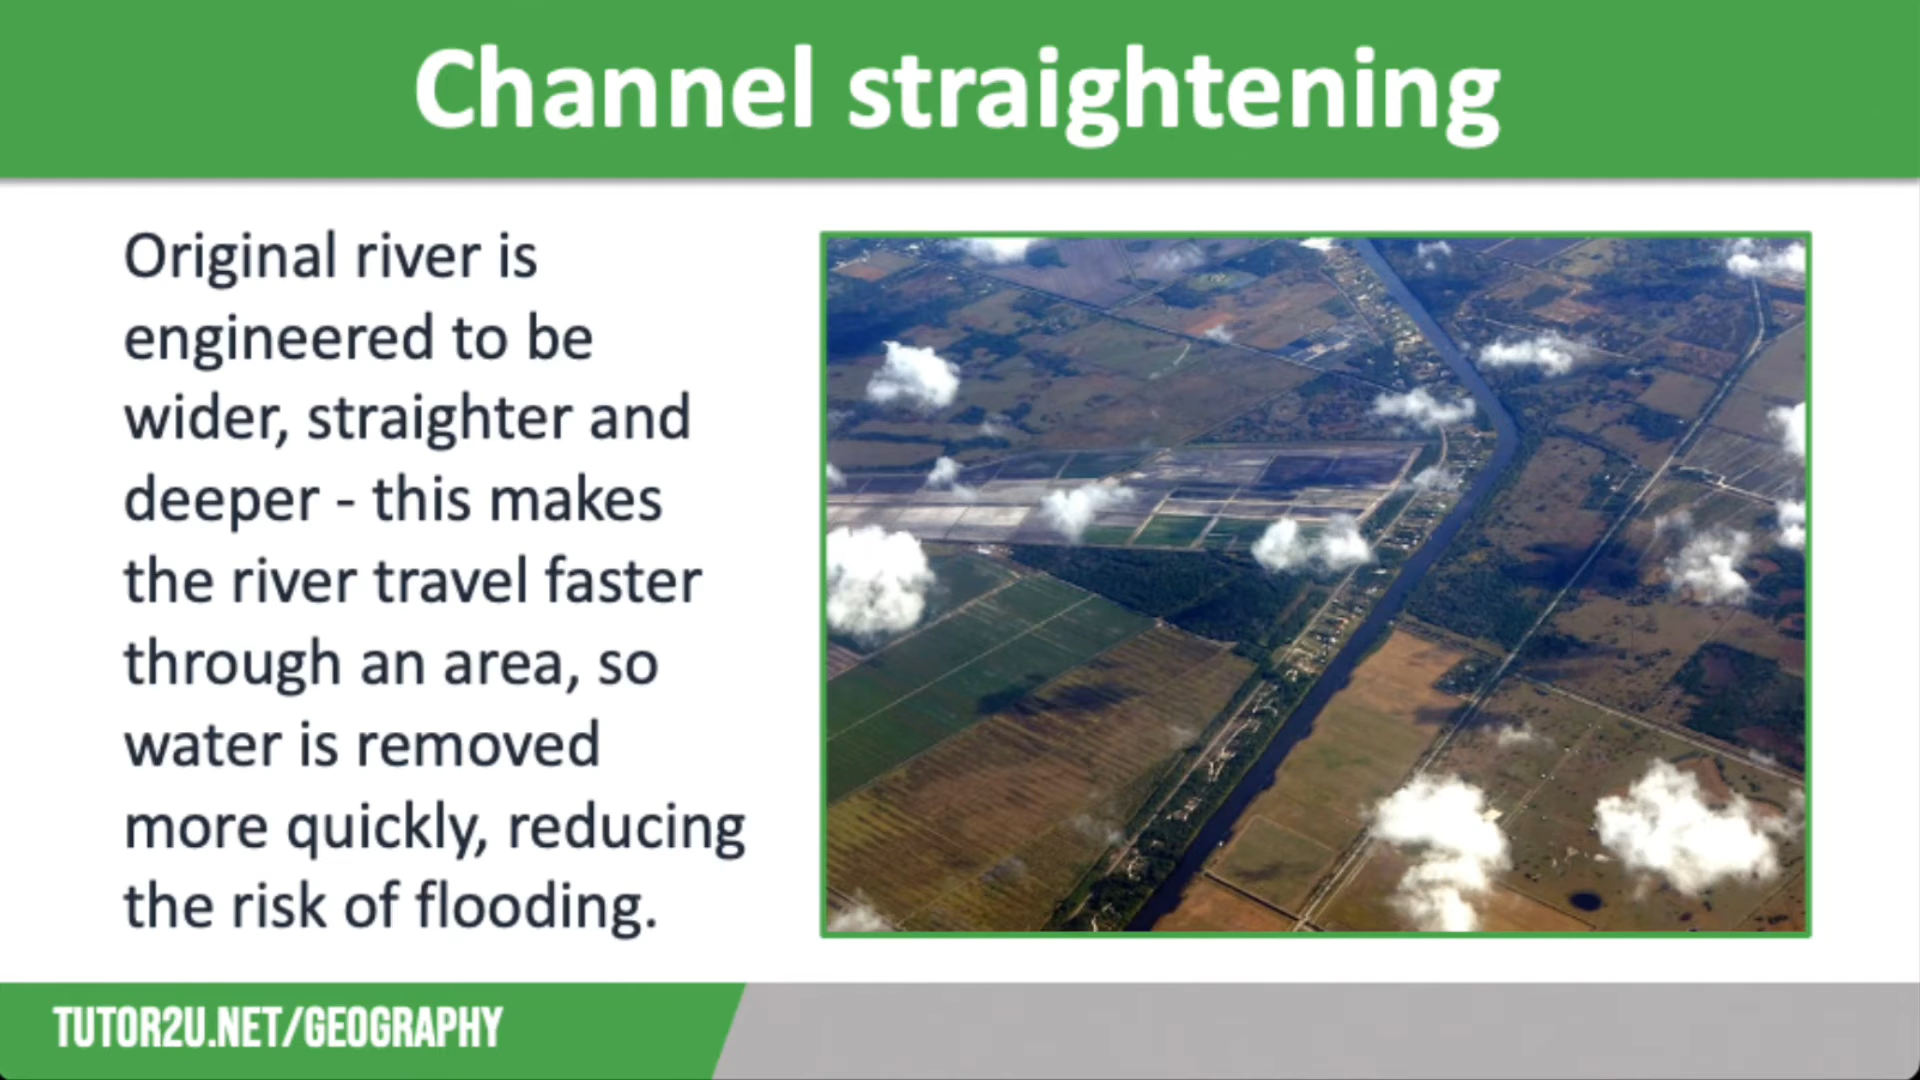 Channel straightening
Original river is
engineered to be
wider, straighter and
deeper - this makes
the river travel faster
through an area, so
water is removed
more quickly, reducing
the risk of flooding.
TUTOR2U.NET/GEOGRAPHY